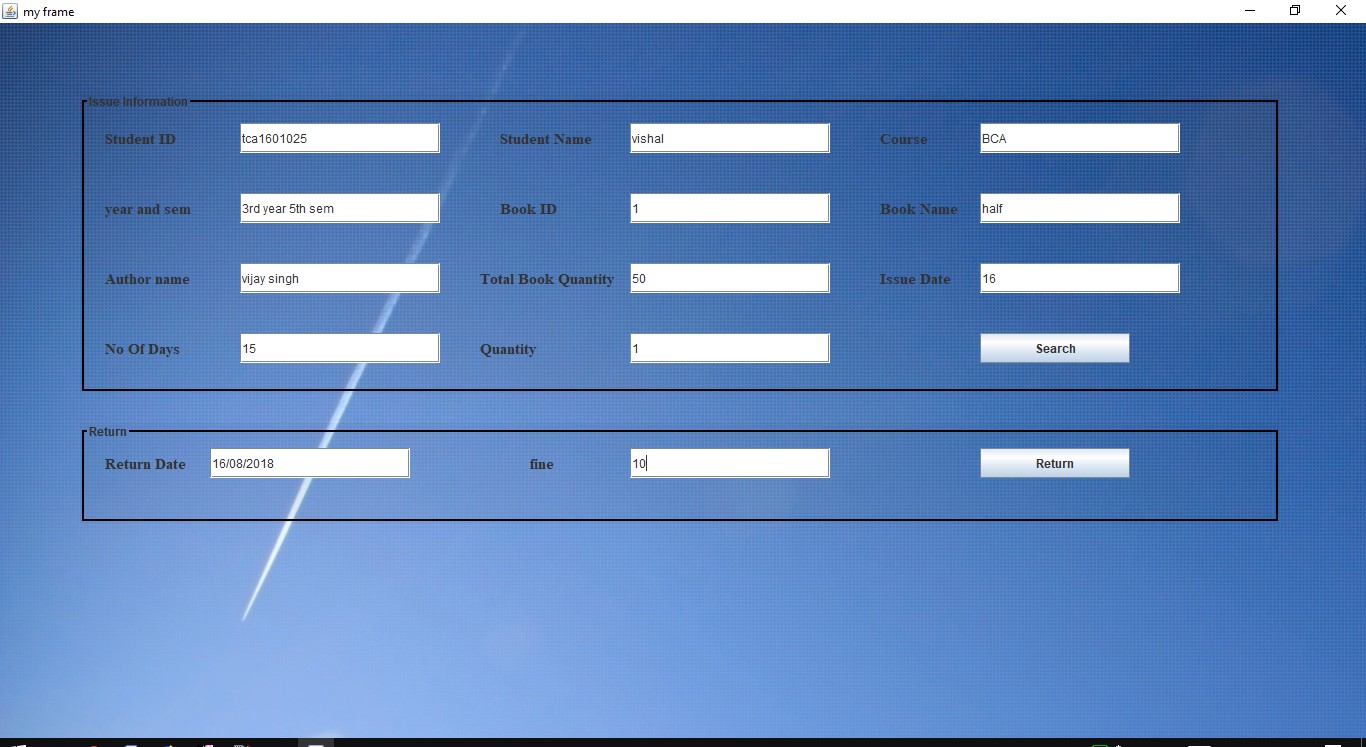 my frame
Issue Information
Student ID tca1601025 Student Name vishal Course BCA
year and sem 3rd year 5th sem Book ID 1 Book Name half
Author name vijay singh Total Book Quantity 50 Issue Date 16
No Of Days 15 Quantity 1 Search
Return
Return Date 16/08/2018 fine 10 Return